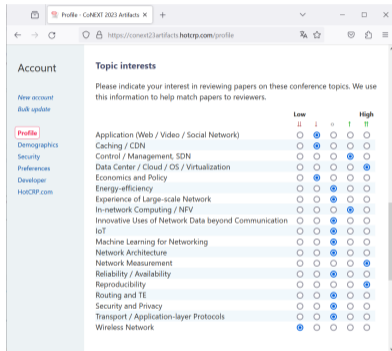 Profile - CoNEXT 23 Artifacts
https://conext23artifacts.hotcrp.com/profile
Account
New account
Bulk update
Profile
Demographics
Security
Preferences
Developer
HotCRP.com
Topic interests
Please indicate your interest in reviewing papers on these conference topics. We use
this information to help match papers to reviewers.
Low High
Application (Web / Video / Social Network)
Caching / CDN
Control / Management, SDN
Data Center / Cloud / OS / Virtualization
Economics and Policy
Energy-efficiency
Experience of Large-scale Network
In-network Computing / NFV
Innovative Uses of Network Data beyond Communication
IoT
Machine Learning for Networking
Network Architecture
Network Measurement
Reliability / Availability
Reproducibility
Routing and TE
Security and Privacy
Transport / Application-layer Protocols
Wireless Network